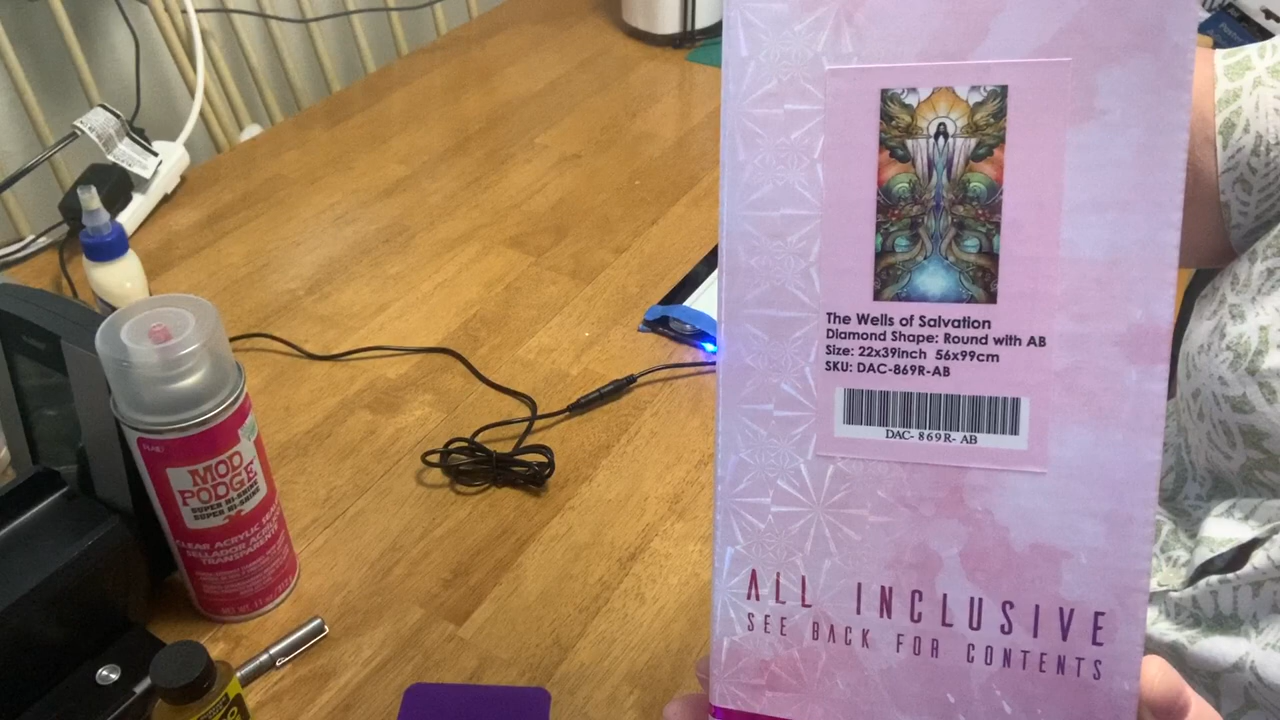 The Wells of Salvation
Diamond Shape: Round with AB
Size: 22x39inch 56x99cm
SKU: DAC-869R-AB
DAC- 869R- AB
ALL INCLUSIVE
SEE BACK FOR CONTENTS
PLAID
MOD
PODGE
SUPER HI-SHINE
SUPER HI-SHINE
CLEAR ACRYLIC SEALER
SELLADOR ACRÍLICO
TRANSPARENTE